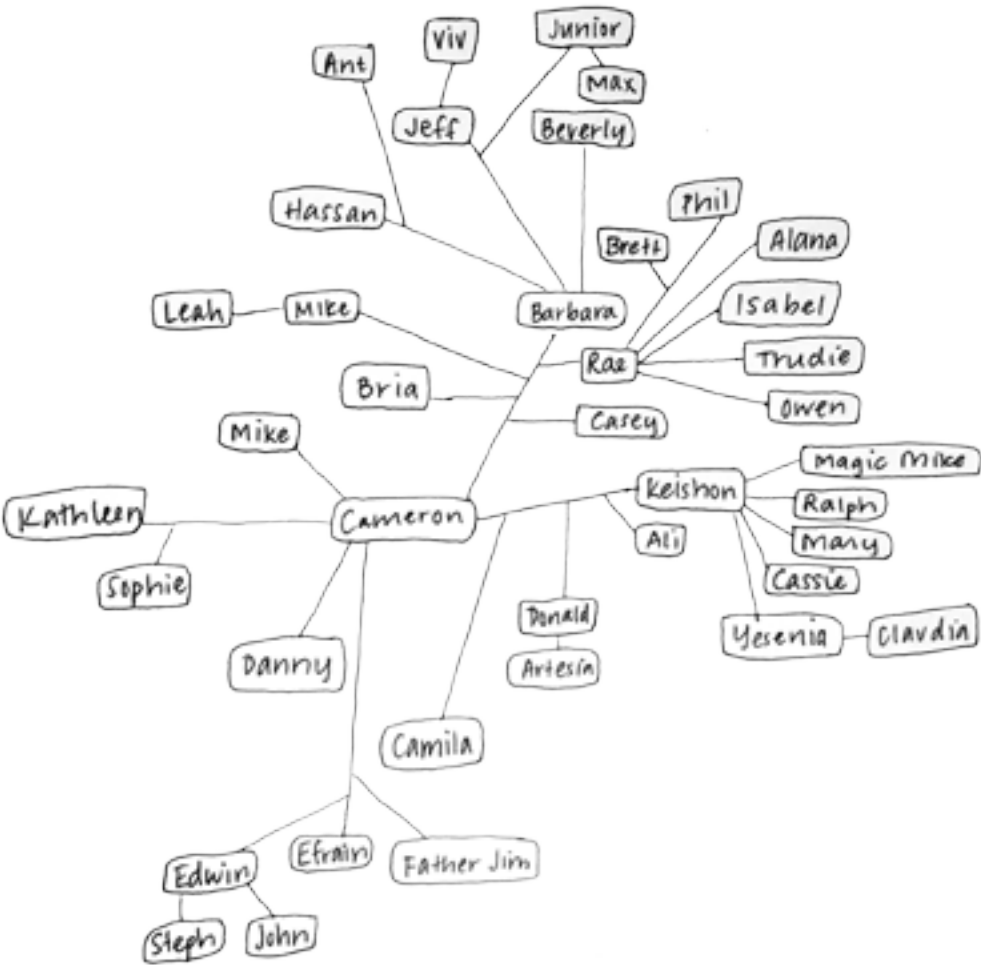 Viv
Junior
Ant
Max
Jeff
Beverly
Hassan
Phil
Brett
Alana
Leah
Mike
Barbara
Isabel
Rae
Trudie
Bria
Owen
Casey
Mike
Magic Mike
Kathleen
Cameron
Keishon
Ralph
Ali
Mary
Sophie
Cassie
Donald
Yesenia
Claudia
Danny
Artesia
Camila
Edwin
Efrain
Father Jim
Steph
John